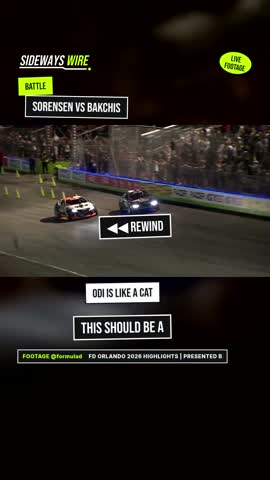 SIDEWAYS WIRE.
LIVE
FOOTAGE
BATTLE
SORENSEN VS BAKCHIS
REWIND
ODI IS LIKE A CAT
THIS SHOULD BE A
FOOTAGE @formulad FD ORLANDO 2026 HIGHLIGHTS | PRESENTED B